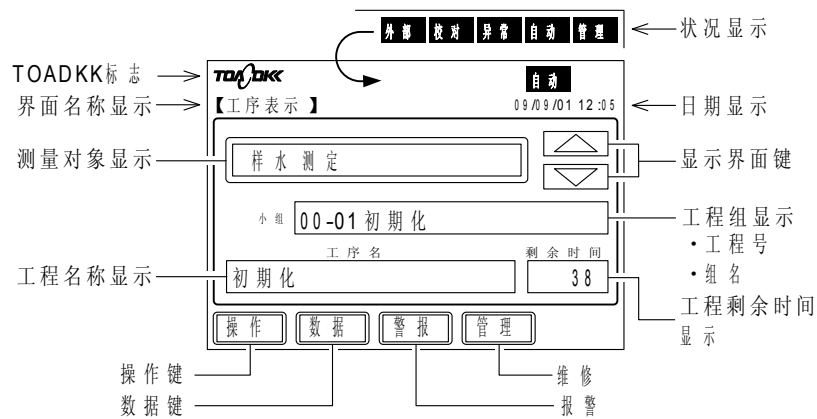 外部 校对 异常 自动 管理 状况显示
TOADKK标志 TOADKK 自动
界面名称显示 【工序表示 】 09/09/01 12:05 日期显示
测量对象显示 样水 测定 显示界面键
小组 00-01初期化 工程组显示
・工程号
工序名 剩余时间 ・组名
工程名称显示 初期化 38 工程剩余时间
显示
操作 数据 警报 管理
操作键 维修
数据键 报警